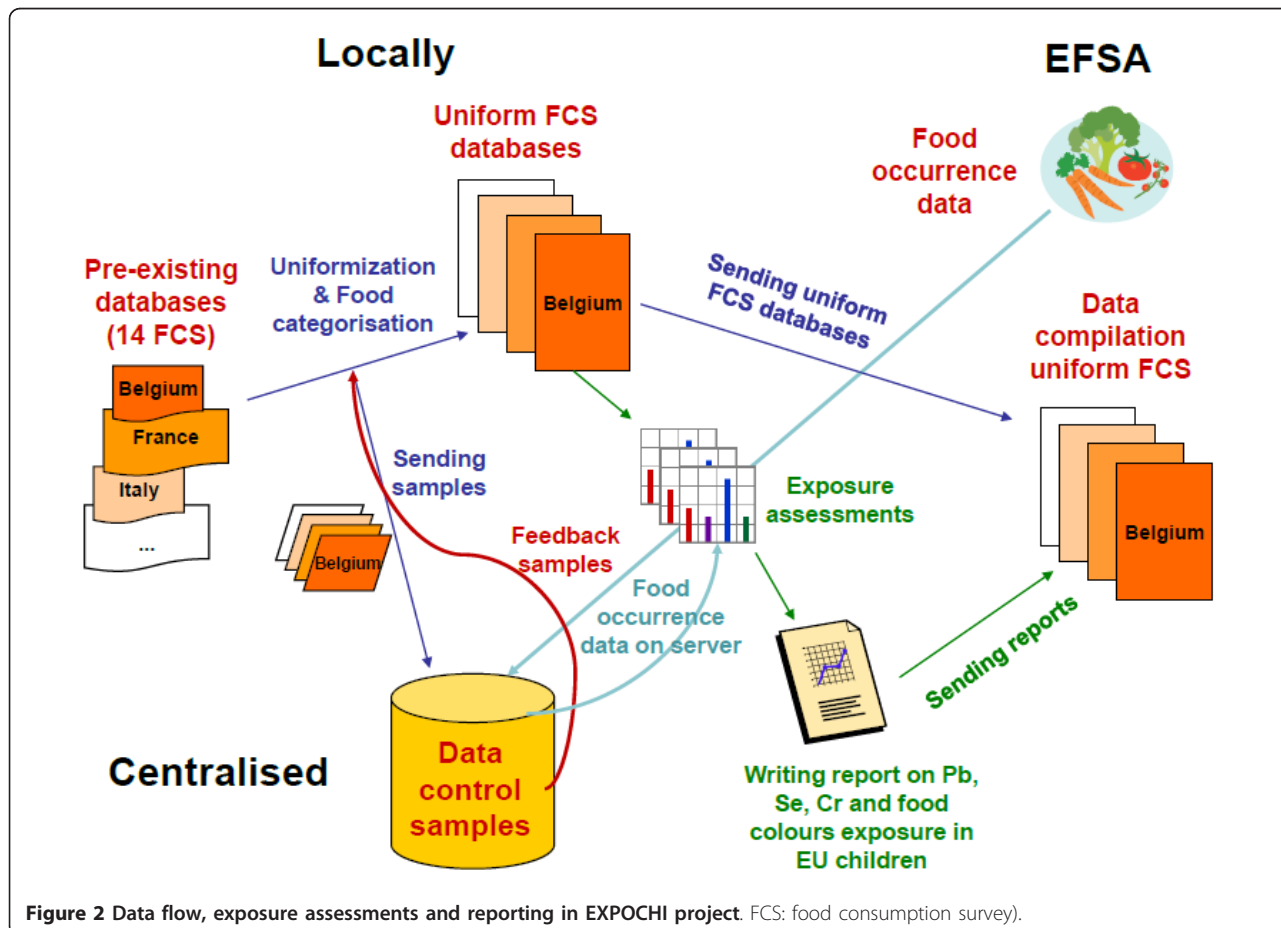 Locally
EFSA
Uniform FCS
databases
Food
occurrence
data
Pre-existing
databases
(14 FCS)
Uniformization
& Food
categorisation
Belgium
Sending uniform
FCS databases
Data
compilation
uniform FCS
Belgium
France
Italy
...
Sending
samples
Belgium
Feedback
samples
Exposure
assessments
Belgium
Food
occurrence
data on server
Sending reports
Centralised
Data
control
samples
Writing report on Pb,
Se, Cr and food
colours exposure in
EU children
Figure 2 Data flow, exposure assessments and reporting in EXPOCHI project. FCS: food consumption survey).